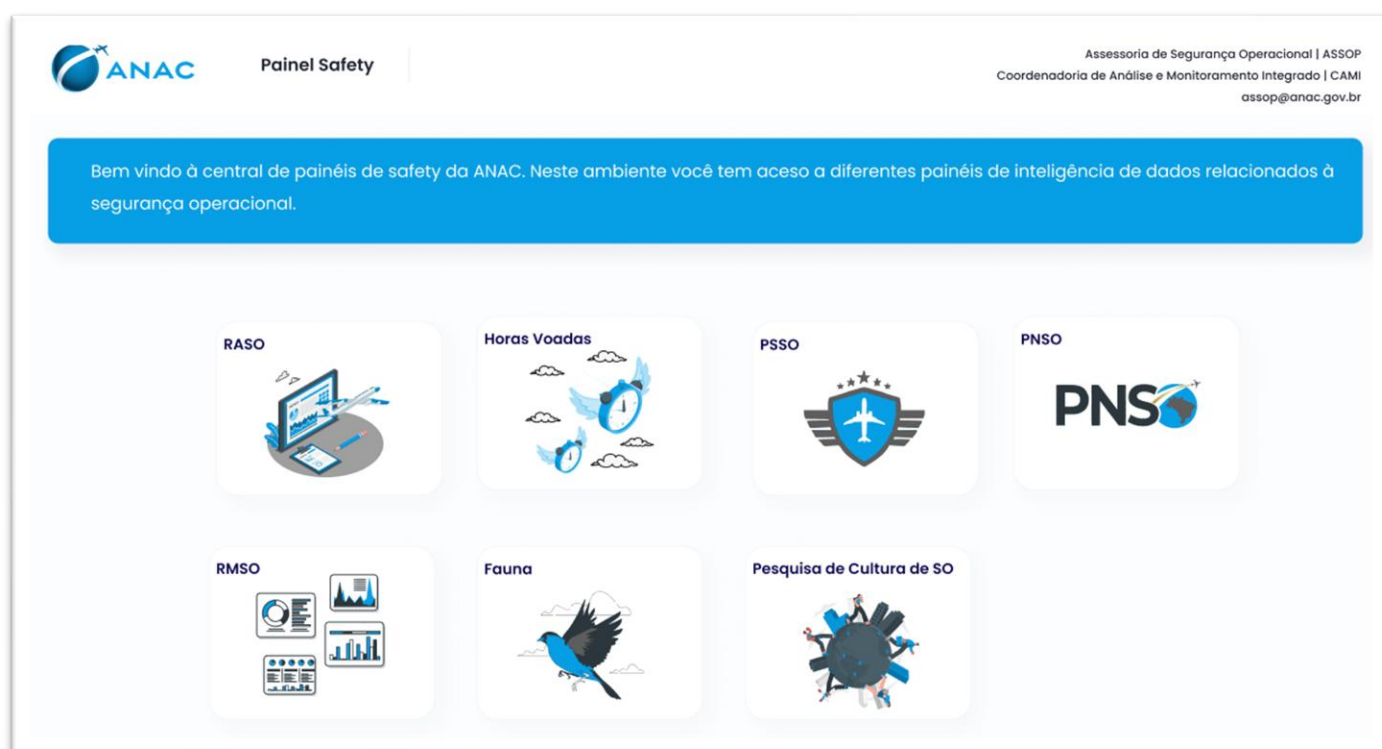 ANAC
Painel Safety
Assessoria de Segurança Operacional | ASSOP
Coordenadoria de Análise e Monitoramento Integrado | CAMI
assop@anac.gov.br
Bem vindo à central de painéis de safety da ANAC. Neste ambiente você tem aceso a diferentes painéis de inteligência de dados relacionados à
segurança operacional.
RASO
Horas Voadas
PSSO
PNSO
PNSO
RMSO
Fauna
Pesquisa de Cultura de SO